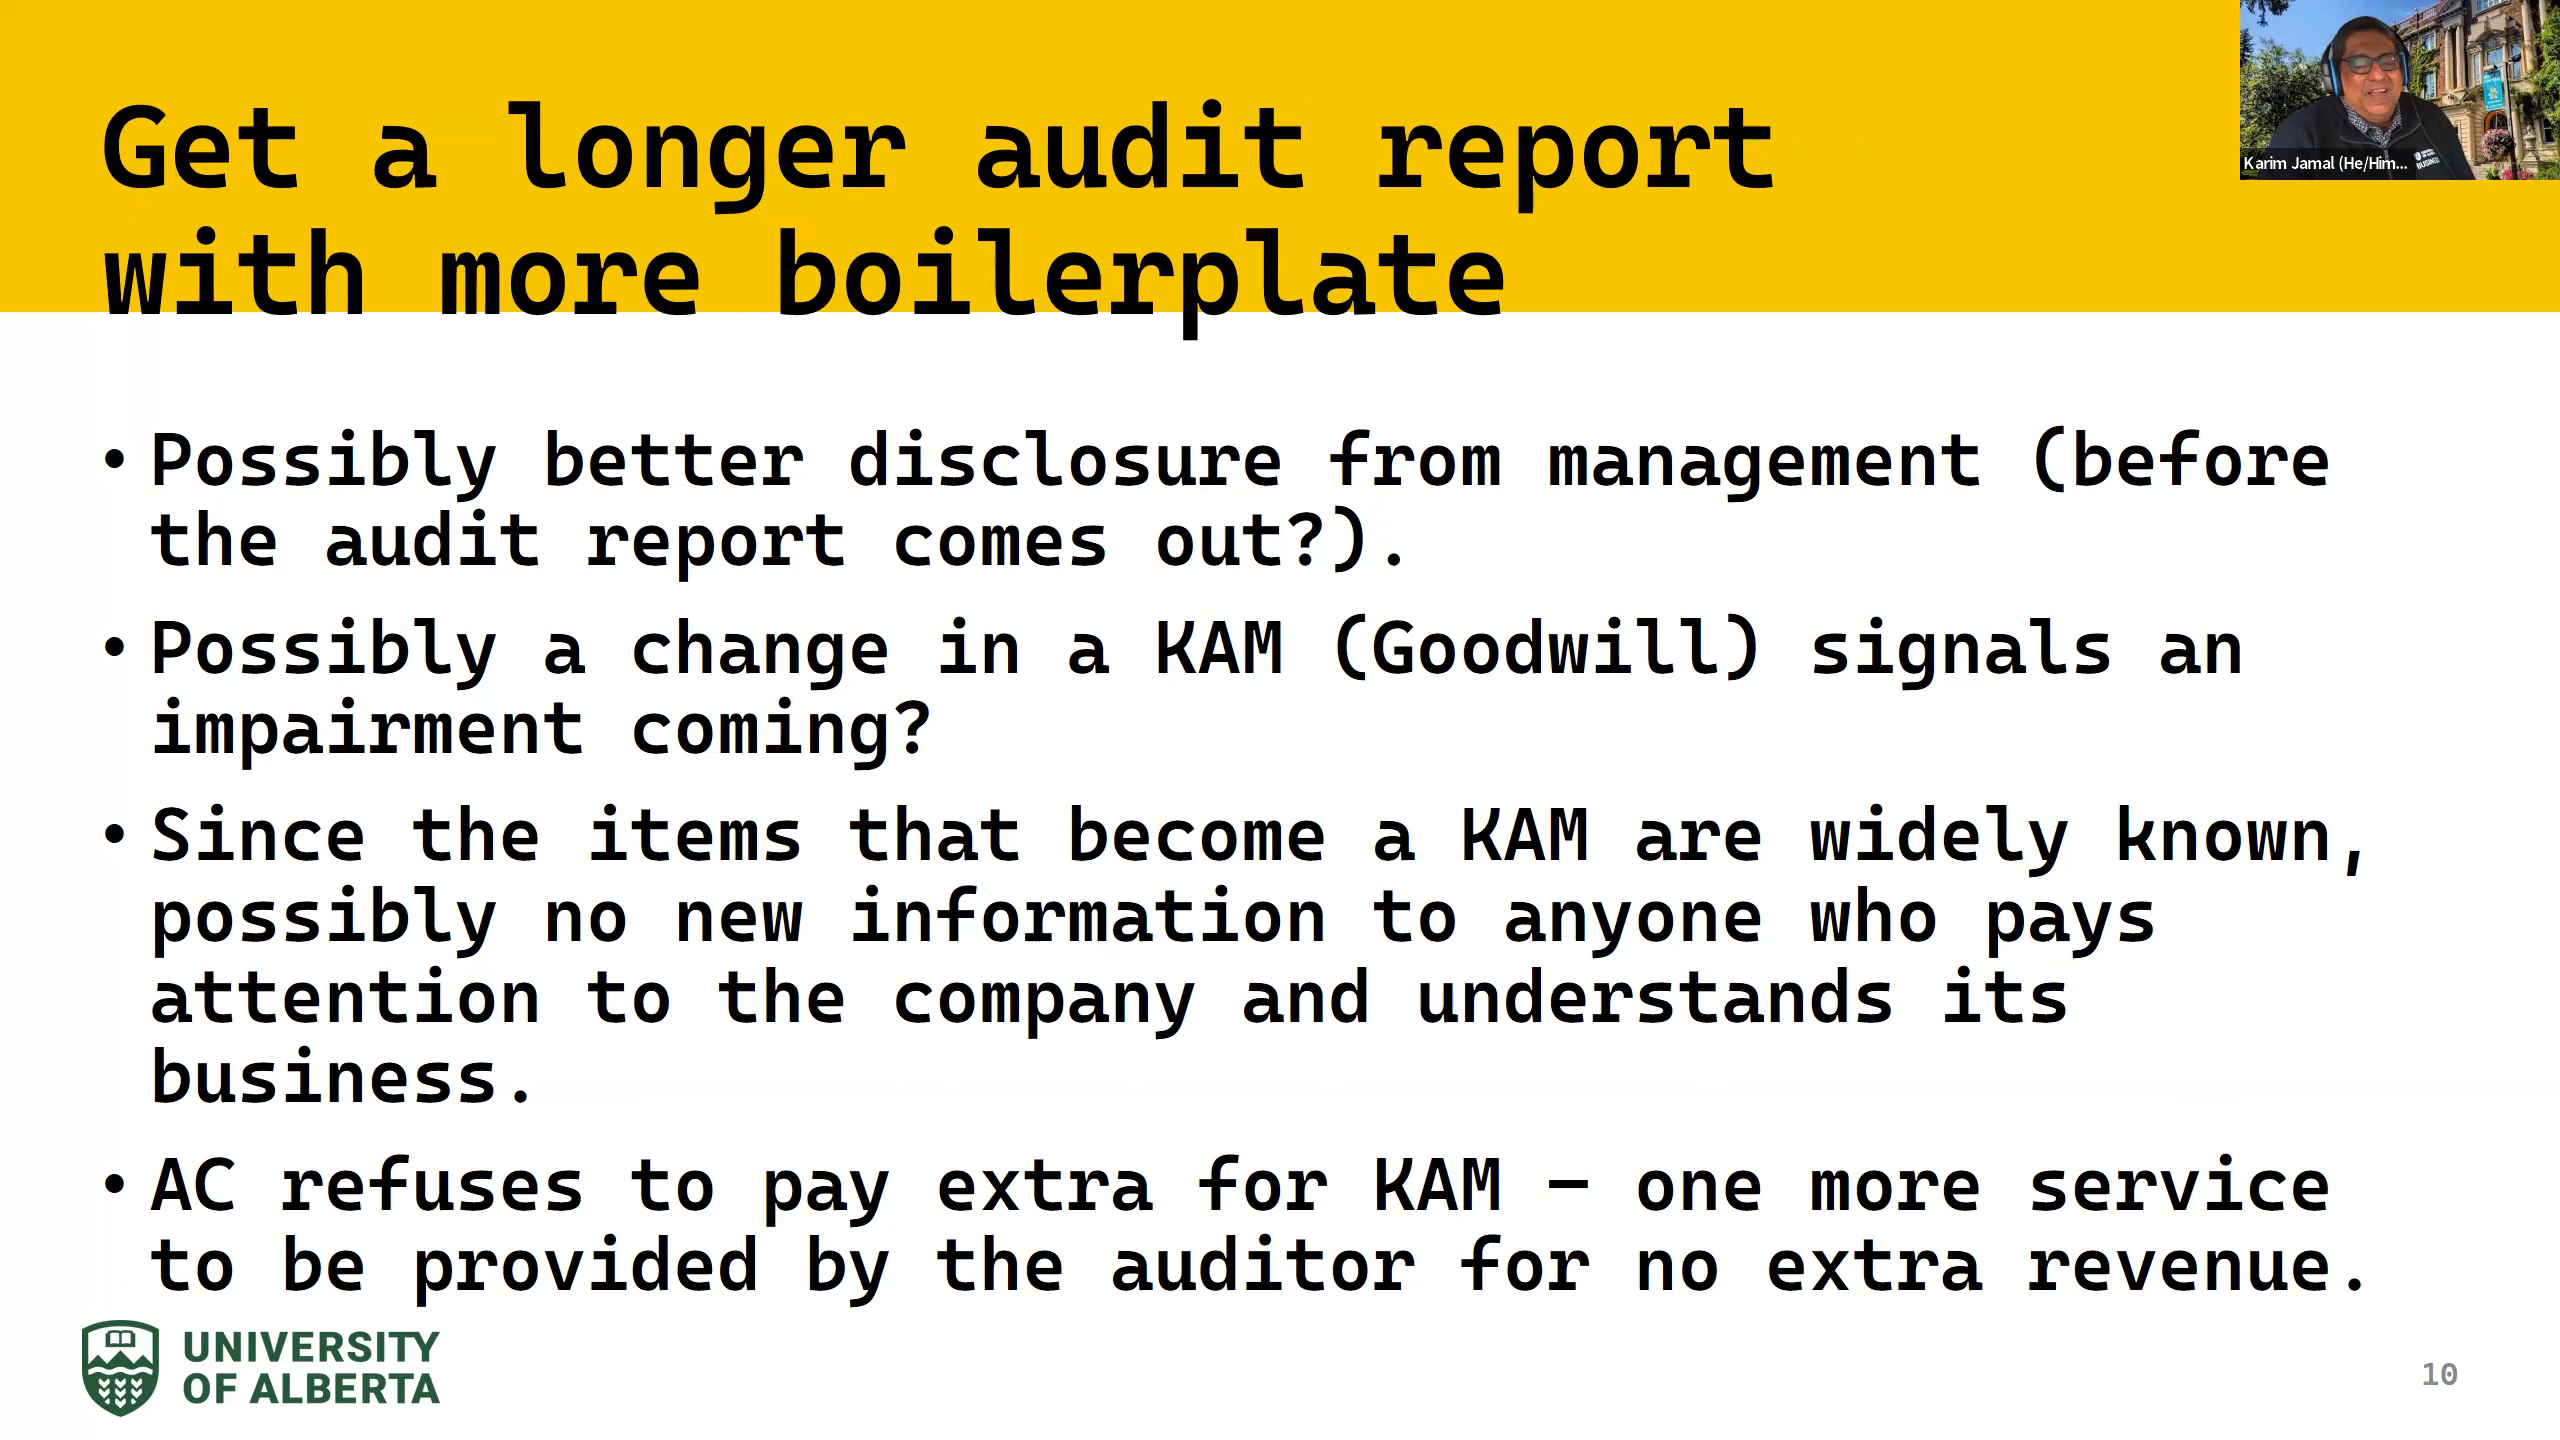 Get a longer audit report
with more boilerplate
Karim Jamal (He/Him...
BUSINESS
• Possibly better disclosure from management (before
the audit report comes out?).
• Possibly a change in a KAM (Goodwill) signals an
impairment coming?
• Since the items that become a KAM are widely known,
possibly no new information to anyone who pays
attention to the company and understands its
business.
• AC refuses to pay extra for KAM – one more service
to be provided by the auditor for no extra revenue.
UNIVERSITY
OF ALBERTA
10